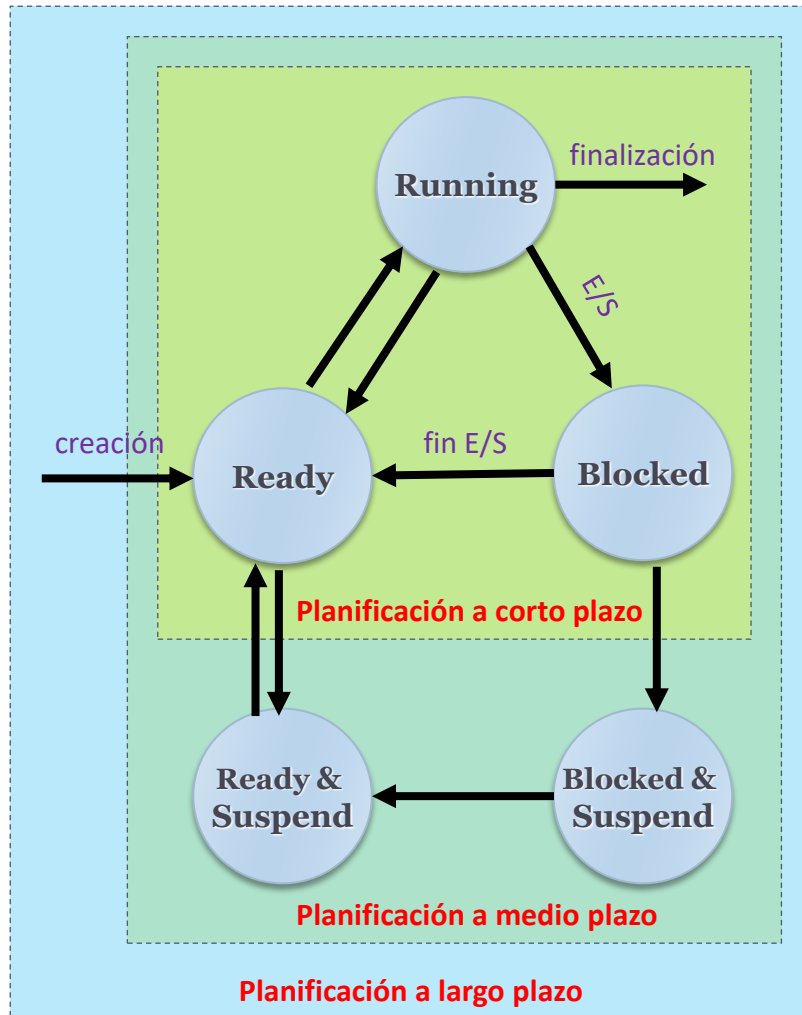 finalización
Running
E/S
creación
fin E/S
Ready
Blocked
Planificación a corto plazo
Ready &
Suspend
Blocked &
Suspend
Planificación a medio plazo
Planificación a largo plazo